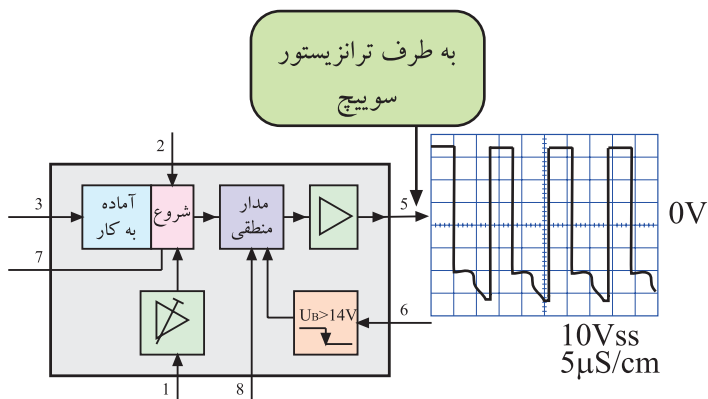 به طرف ترانزیستور
سوییچ
2
3
آماده
به کار
شروع
مدار
منطقی
5
0V
7
UB>14V
6
10Vss
5µS/cm
1
8